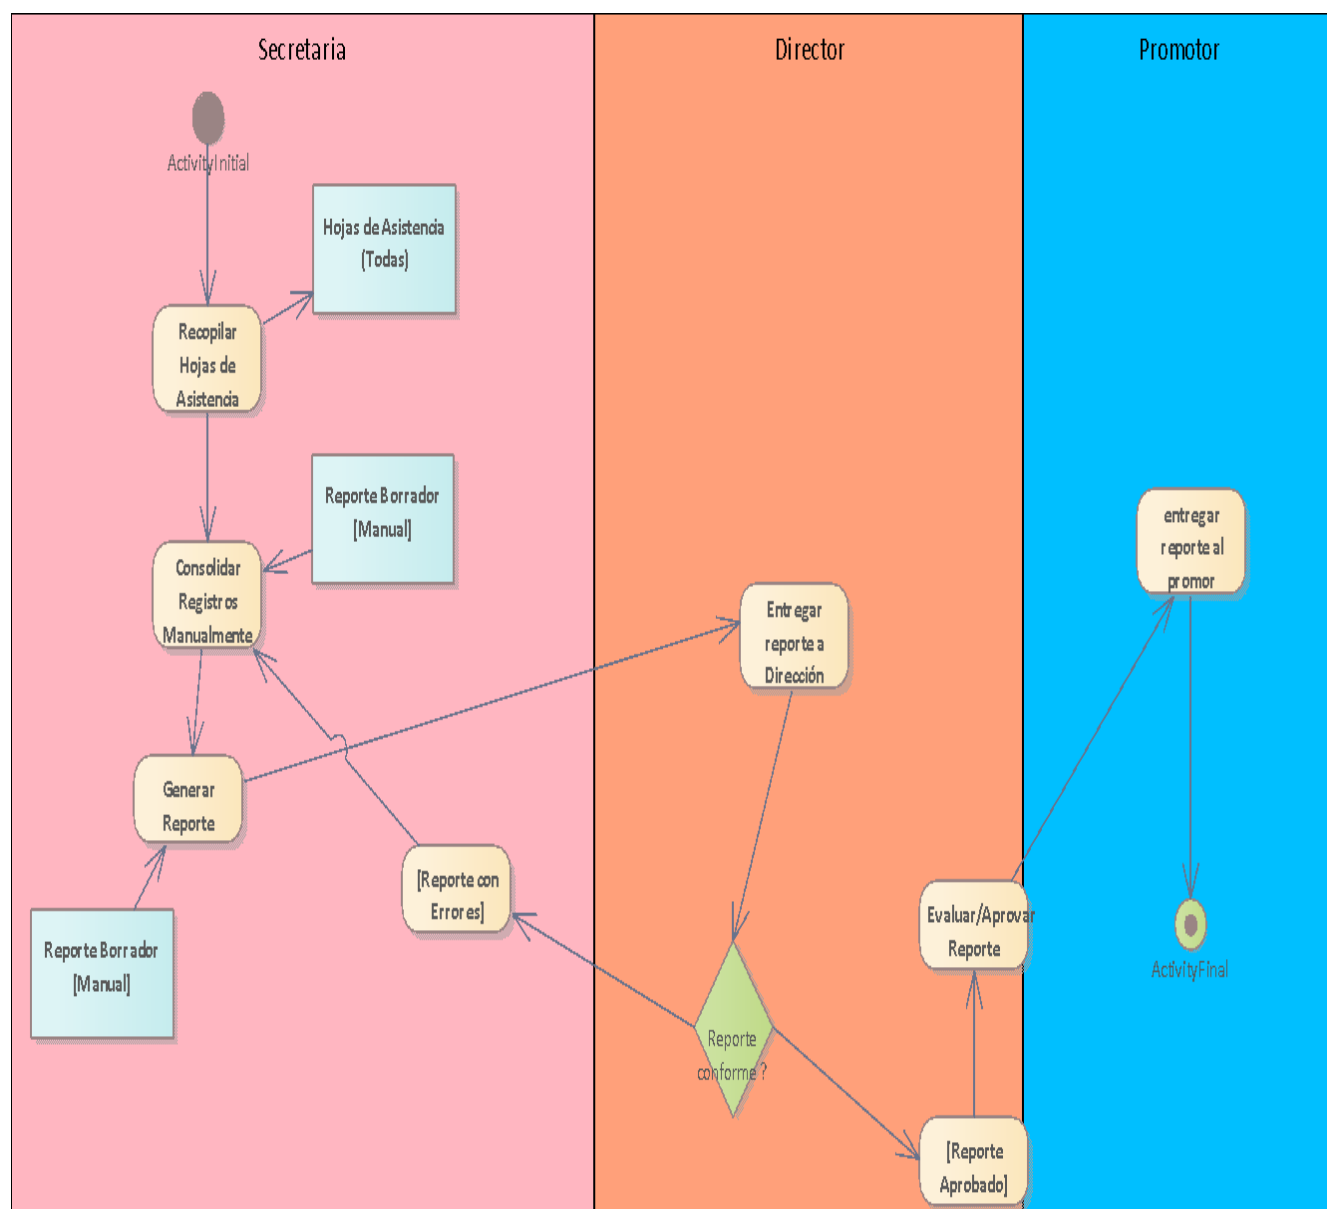 Secretaria
Director
Promotor
ActivityInitial
Hojas de Asistencia
(Todas)
Recopilar
Hojas de
Asistencia
Reporte Borrador
[Manual]
Consolidar
Registros
Manualmente
Generar
Reporte
Reporte Borrador
[Manual]
[Reporte con
Errores]
Entregar
reporte a
Dirección
Reporte
conforme ?
[Reporte
Aprobado]
Evaluar/Aprovar
Reporte
entregar
reporte al
promor
ActivityFinal